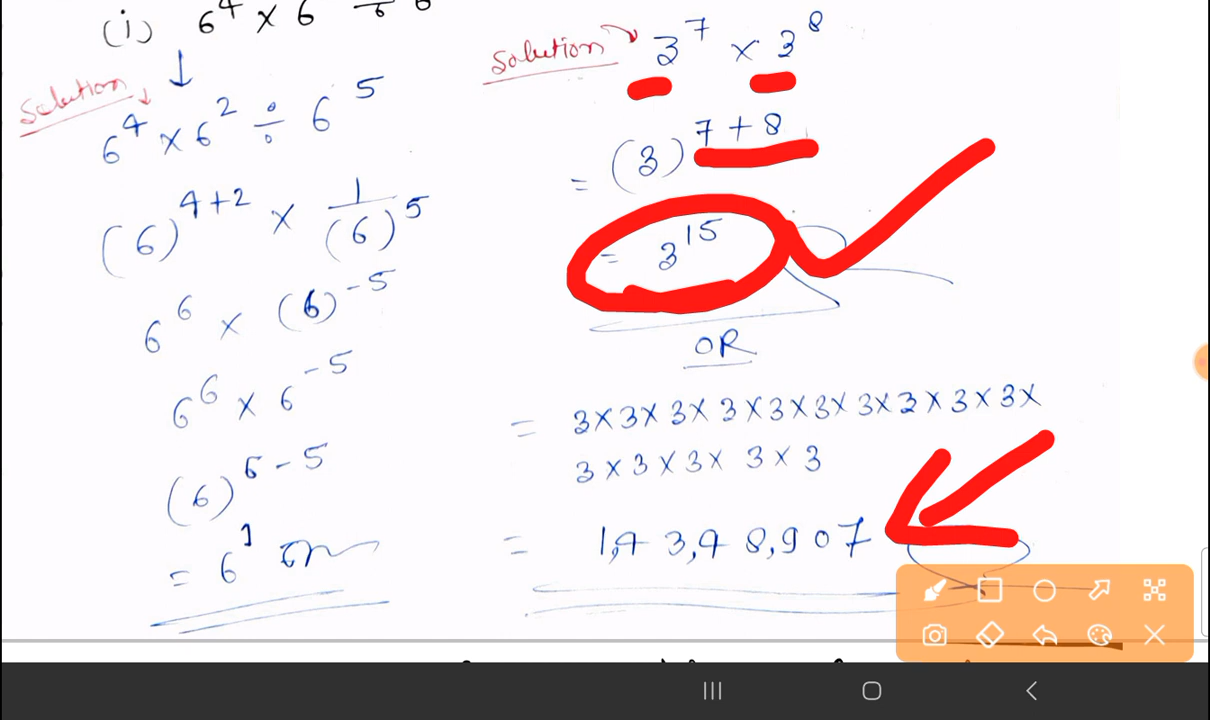 (i) 6⁴ × 6 ÷ 6
Solution
6⁴ × 6² ÷ 6⁵
(6)⁴⁺² × 1/(6)⁵
6⁶ × (6)⁻⁵
6⁶ × 6⁻⁵
(6)⁶⁻⁵
= 6¹
Solution 3⁷ × 3⁸
= (3)⁷⁺⁸
= 3¹⁵
OR
= 3×3×3×3×3×3×3×3×3×3×
3×3×3×3×3
= 1,43,48,907